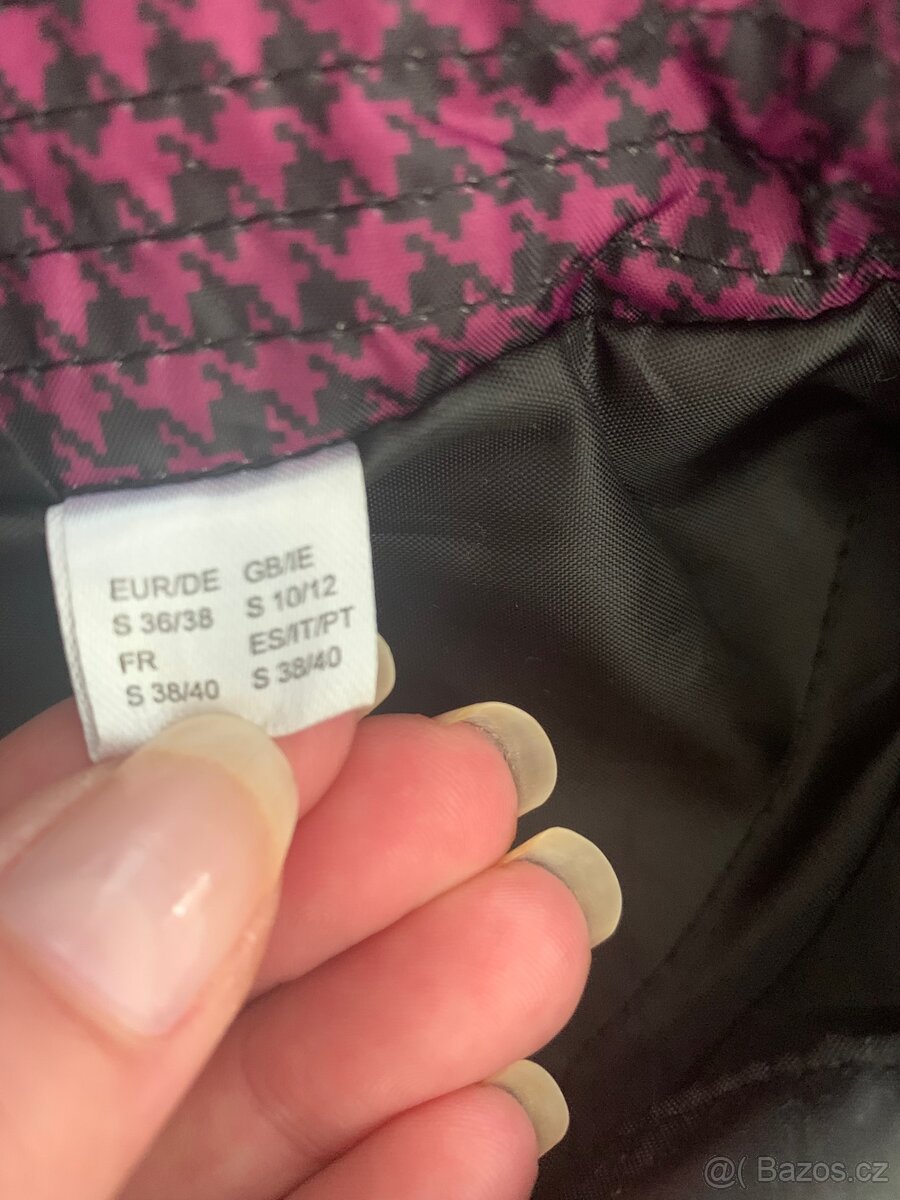 EUR/DE
S 36/38
FR
S 38/40
GB/IE
S 10/12
ES/IT/PT
S 38/40
@( Bazos.cz